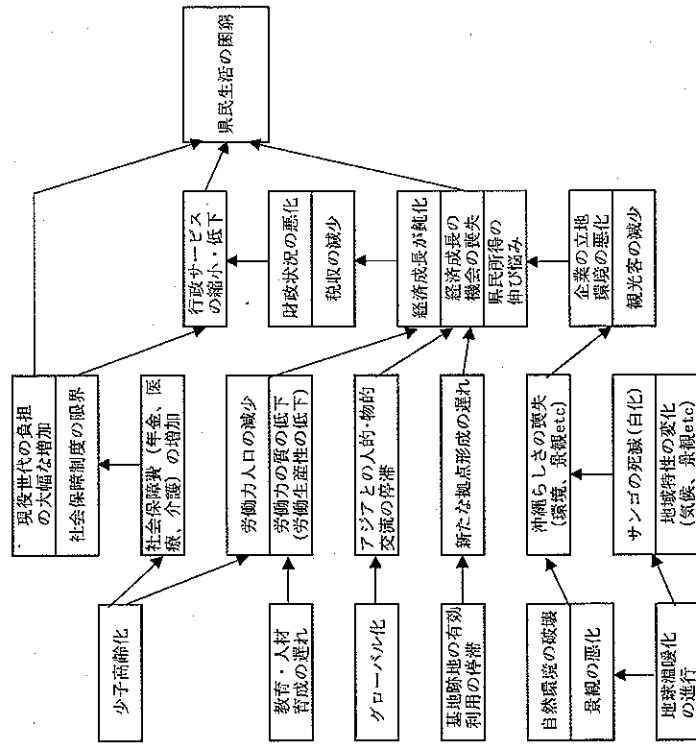 少子高齢化
教育・人材
育成の遅れ
グローバル化
基地跡地の有効
利用の停滞
自然環境の破壊
景観の悪化
地球温暖化
の進行
現役世代の負担
の大幅な増加
社会保障制度の限界
社会保障費（年金、医
療、介護）の増加
労働力人口の減少
労働力の質の低下
(労働生産性の低下)
アジアとの人的・物的
交流の停滞
新たな拠点形成の遅れ
沖縄らしさの喪失
(環境、景観etc)
サンゴの死滅(白化)
地域特性の変化
(気候、景観etc)
行政サービス
の縮小・低下
財政状況の悪化
税収の減少
経済成長が鈍化
経済成長の
機会の喪失
県民所得の
伸び悩み
企業の立地
環境の悪化
観光客の減少
県民生活の困窮